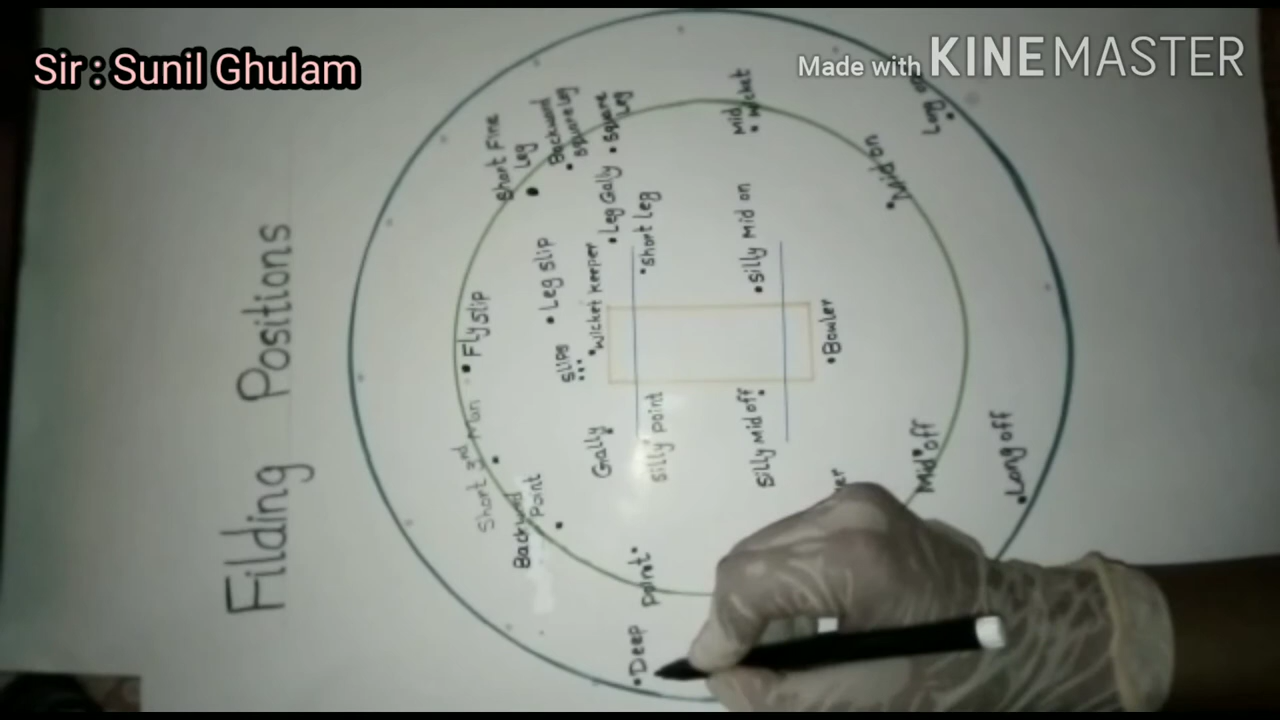 Sir : Sunil Ghulam
Made with KINEMASTER
Filding Positions
Short Fine
Leg
Backward
Square leg
Square
Leg
Mid
Wicket
Long on
Mid on
Leg Gally
Short leg
Silly Mid on
Leg slip
Wicket keeper
Fly slip
Slips
Bowler
Short 3rd Man
Gally
Silly Point
Silly Mid off
Mid off
Long off
Backward
Point
Point
Deep